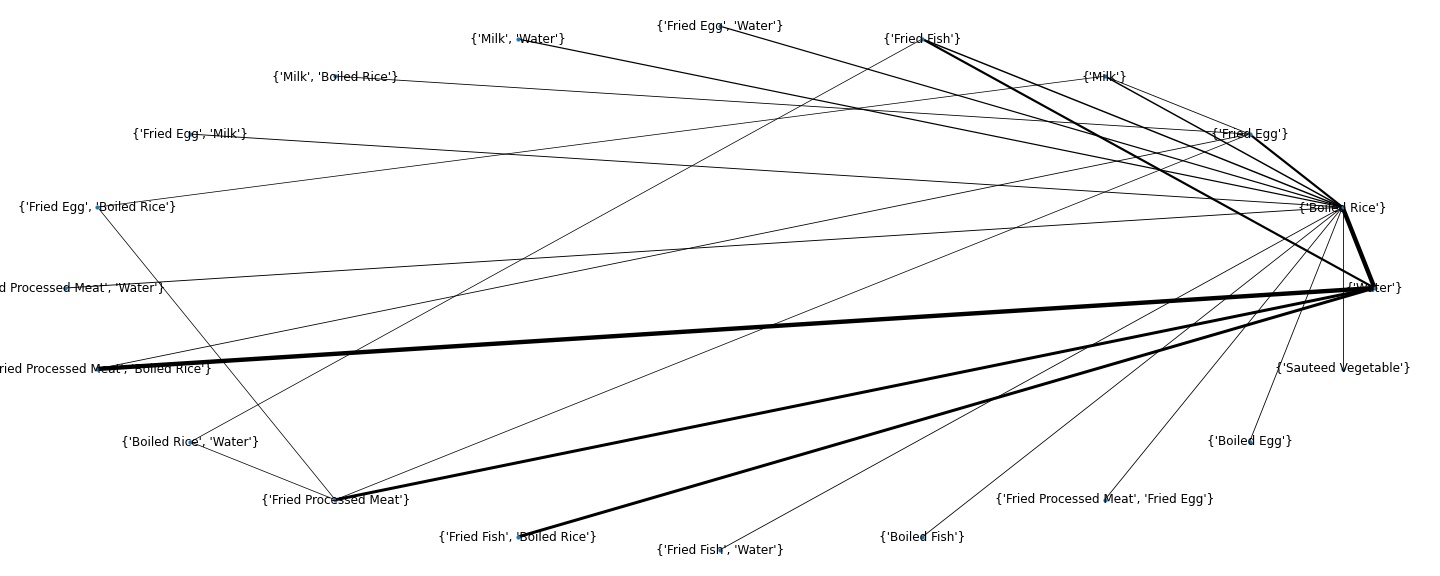 {'Fried Egg', 'Water'}
{'Milk', 'Water'}
{'Fried Fish'}
{'Milk', 'Boiled Rice'}
{'Milk'}
{'Fried Egg', 'Milk'}
{'Fried Egg'}
{'Fried Egg', 'Boiled Rice'}
{'Boiled Rice'}
d Processed Meat', 'Water'}
{'Water'}
ried Processed Meat', 'Boiled Rice'}
{'Sauteed Vegetable'}
{'Boiled Rice', 'Water'}
{'Boiled Egg'}
{'Fried Processed Meat'}
{'Fried Processed Meat', 'Fried Egg'}
{'Fried Fish', 'Boiled Rice'}
{'Boiled Fish'}
{'Fried Fish', 'Water'}